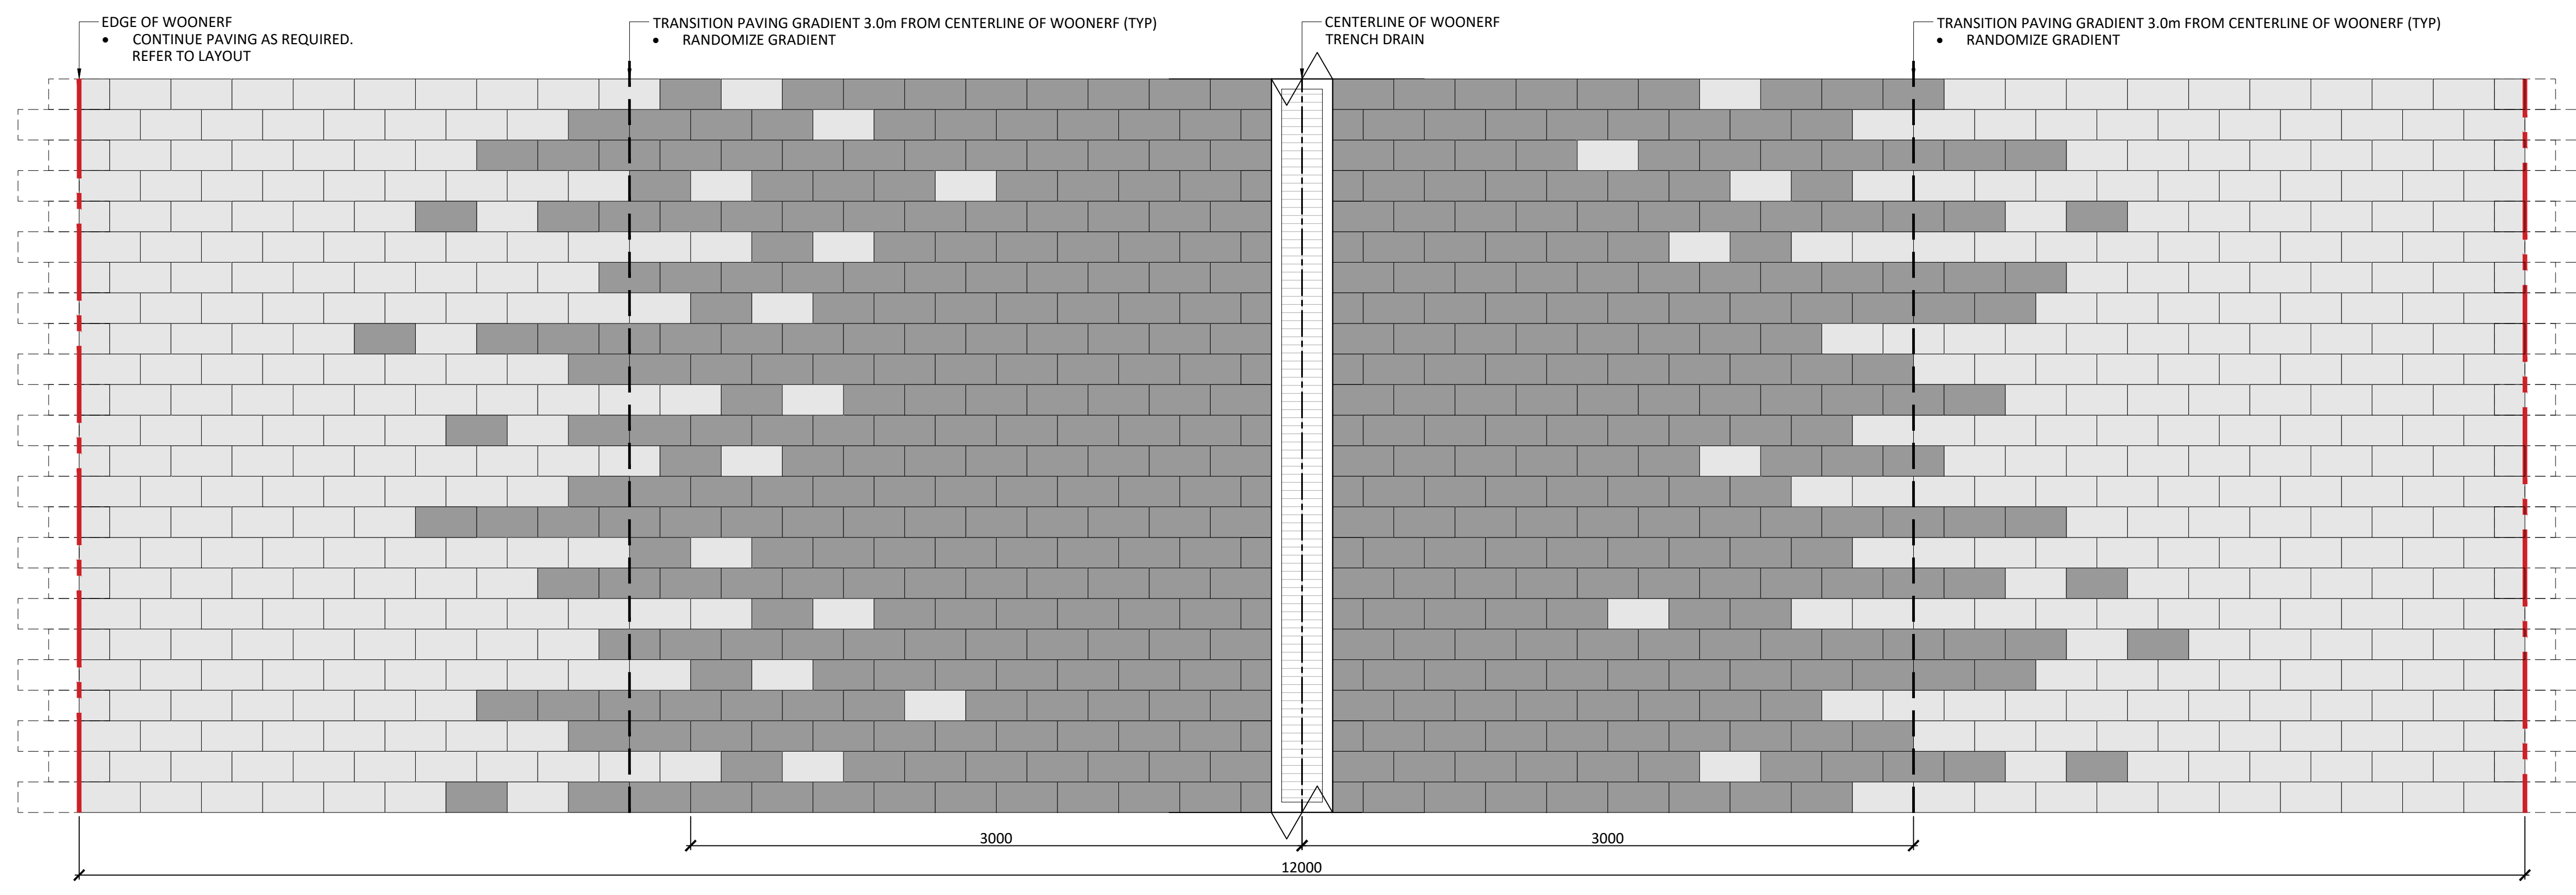 EDGE OF WOONERF
• CONTINUE PAVING AS REQUIRED.
REFER TO LAYOUT
TRANSITION PAVING GRADIENT 3.0m FROM CENTERLINE OF WOONERF (TYP)
• RANDOMIZE GRADIENT
CENTERLINE OF WOONERF
TRENCH DRAIN
TRANSITION PAVING GRADIENT 3.0m FROM CENTERLINE OF WOONERF (TYP)
• RANDOMIZE GRADIENT
3000
3000
12000